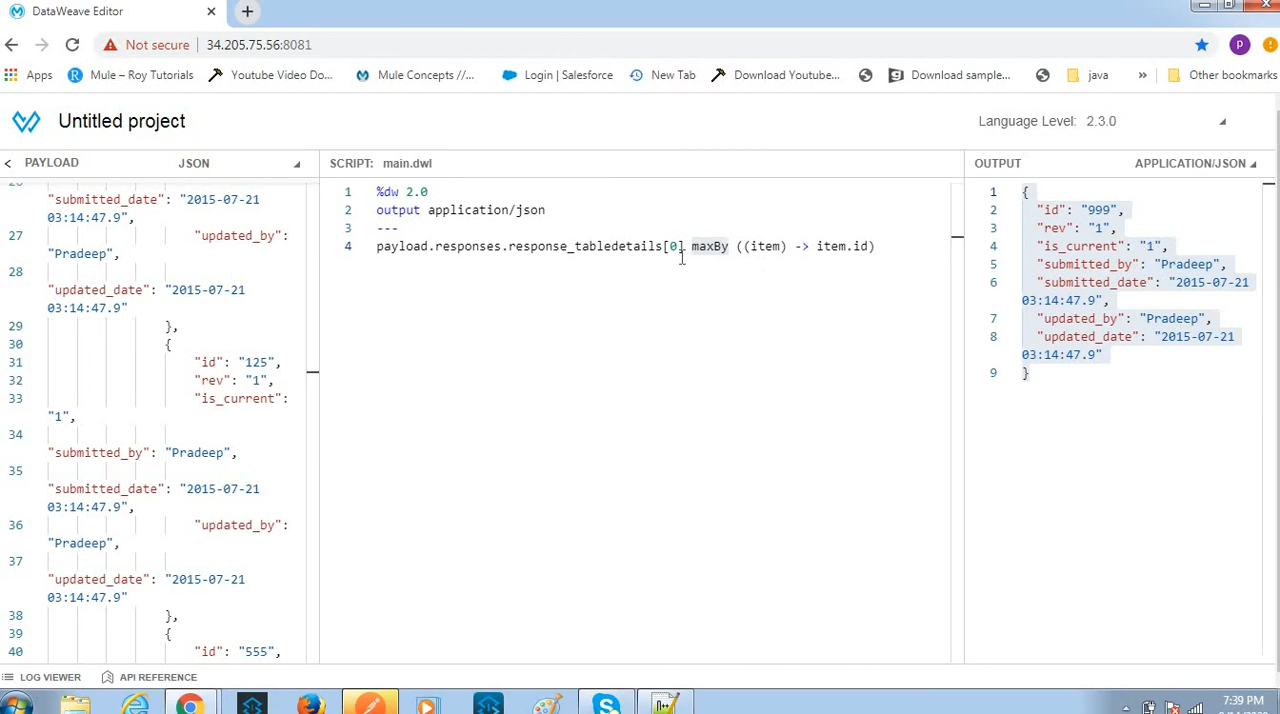 DataWeave Editor
Not secure 34.205.75.56:8081
Apps Mule – Roy Tutorials Youtube Video Do... Mule Concepts //... Login | Salesforce New Tab Download Youtube... Download sample... java » Other bookmarks
Untitled project
Language Level: 2.3.0
PAYLOAD JSON
"submitted_date": "2015-07-21
03:14:47.9",
27 "updated_by":
"Pradeep",
28
"updated_date": "2015-07-21
03:14:47.9"
29 },
30 {
31 "id": "125",
32 "rev": "1",
33 "is_current":
"1",
34
"submitted_by": "Pradeep",
35
"submitted_date": "2015-07-21
03:14:47.9",
36 "updated_by":
"Pradeep",
37
"updated_date": "2015-07-21
03:14:47.9"
38 },
39 {
40 "id": "555",
SCRIPT: main.dwl
1 %dw 2.0
2 output application/json
3 ---
4 payload.responses.response_tabledetails[0] maxBy ((item) -> item.id)
OUTPUT APPLICATION/JSON
1 {
2 "id": "999",
3 "rev": "1",
4 "is_current": "1",
5 "submitted_by": "Pradeep",
6 "submitted_date": "2015-07-21
03:14:47.9",
7 "updated_by": "Pradeep",
8 "updated_date": "2015-07-21
03:14:47.9"
9 }
LOG VIEWER API REFERENCE
7:39 PM